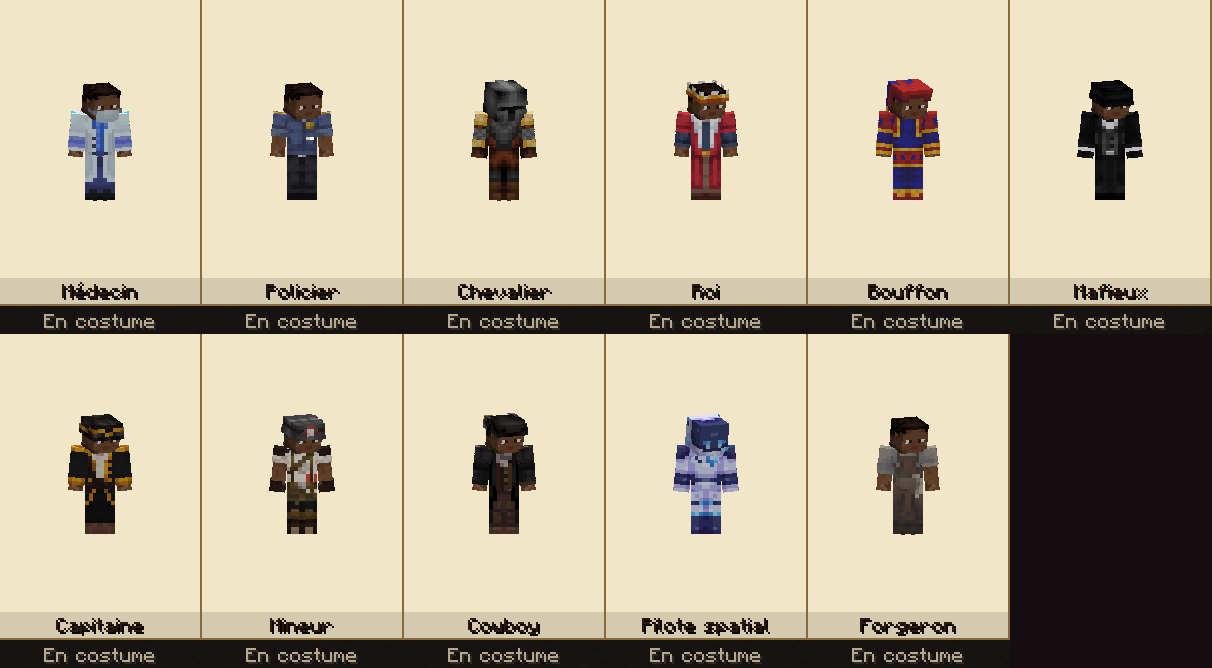 Médecin
Policier
Chevalier
Roi
Bouffon
Mafieux
En costume
En costume
En costume
En costume
En costume
En costume
Capitaine
Mineur
Cowboy
Pilote spatial
Forgeron
En costume
En costume
En costume
En costume
En costume